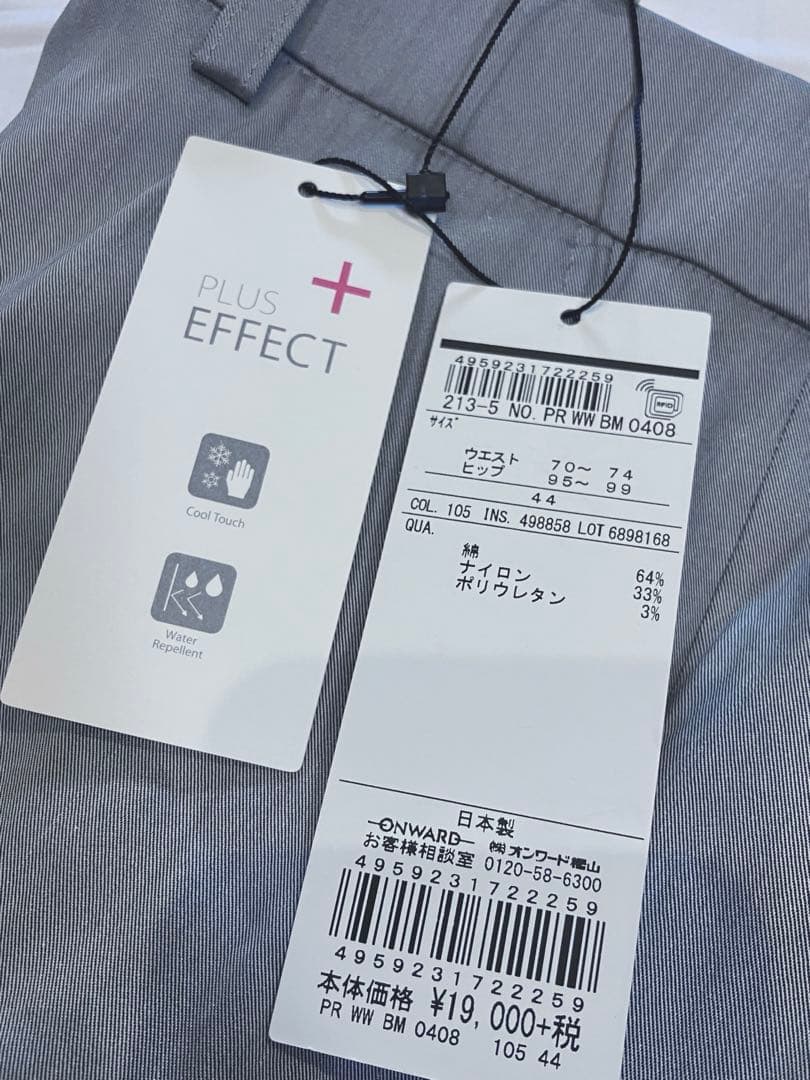 PLUS
EFFECT
Cool Touch
Water
Repellent
4959231722259
213-5 NO. PR WW BM 0408
RFID
サイズ
ウエスト 70〜 74
ヒップ 95〜 99
44
COL. 105 INS. 498858 LOT 6898168
QUA.
綿 64%
ナイロン 33%
ポリウレタン 3%
日本製
ONWARD ㈱オンワード樫山
お客様相談室 0120-58-6300
4959231722259
4959231722259
本体価格 ¥19,000+税
PR WW BM 0408 105 44